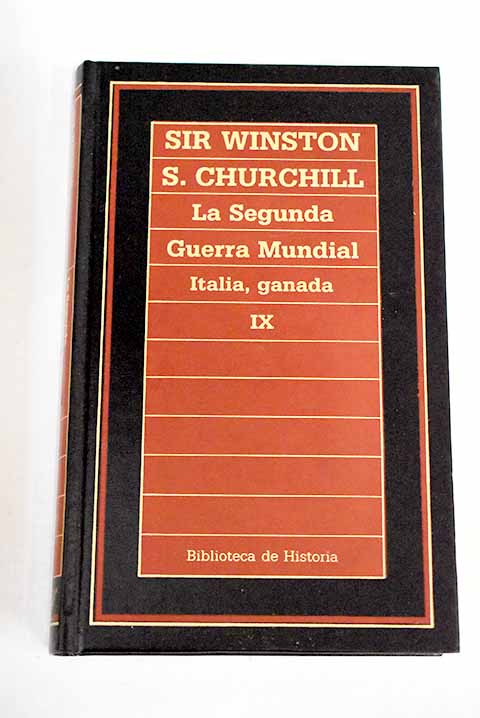 SIR WINSTON
S. CHURCHILL
La Segunda
Guerra Mundial
Italia, ganada
IX
Biblioteca de Historia